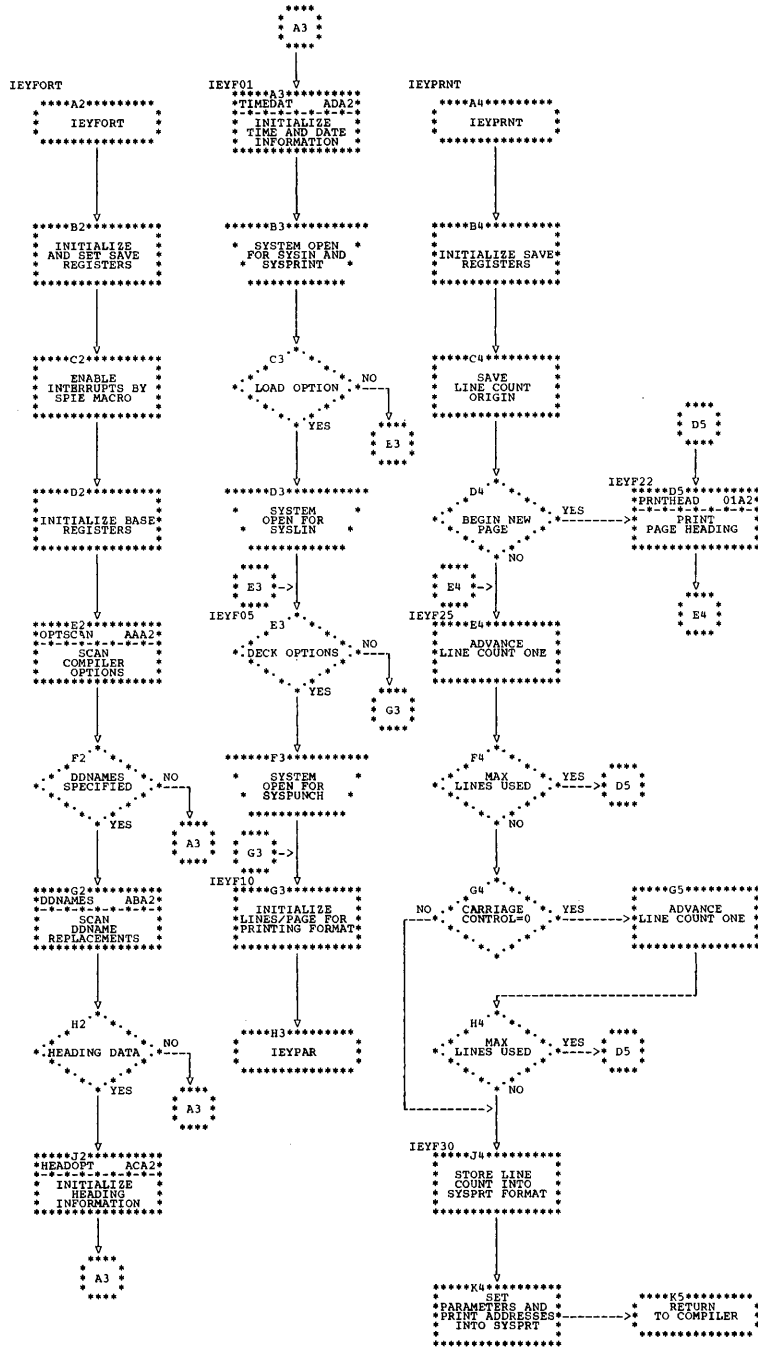 IEYFORT
A2
IEYFORT
B2
INITIALIZE
AND SET SAVE
REGISTERS
C2
ENABLE
INTERRUPTS BY
SPIE MACRO
D2
INITIALIZE BASE
REGISTERS
E2
OPTSCAN AAA2
SCAN
COMPILER
OPTIONS
F2
DDNAMES
SPECIFIED
NO
YES
A3
G2
DDNAMES ABA2
SCAN
DDNAME
REPLACEMENTS
H2
HEADING DATA
NO
YES
A3
J2
HEADOPT ACA2
INITIALIZE
HEADING
INFORMATION
A3
A3
IEYF01
A3
TIMEDAT ADA2
INITIALIZE
TIME AND DATE
INFORMATION
B3
SYSTEM OPEN
FOR SYSIN AND
SYSPRINT
C3
LOAD OPTION
NO
YES
E3
D3
SYSTEM
OPEN FOR
SYSLIN
E3
IEYF05
E3
DECK OPTIONS
NO
YES
G3
F3
SYSTEM
OPEN FOR
SYSPUNCH
G3
IEYF10
G3
INITIALIZE
LINES/PAGE FOR
PRINTING FORMAT
H3
IEYPAR
IEYPRNT
A4
IEYPRNT
B4
INITIALIZE SAVE
REGISTERS
C4
SAVE
LINE COUNT
ORIGIN
D4
BEGIN NEW
PAGE
YES
NO
D5
IEYF22
D5
PRNTHEAD 01A2
PRINT
PAGE HEADING
E4
E4
IEYF25
E4
ADVANCE
LINE COUNT ONE
F4
MAX
LINES USED
YES
D5
NO
G4
NO
CARRIAGE
CONTROL=0
YES
G5
ADVANCE
LINE COUNT ONE
H4
MAX
LINES USED
YES
D5
NO
IEYF30
J4
STORE LINE
COUNT INTO
SYSPRT FORMAT
K4
SET
PARAMETERS AND
PRINT ADDRESSES
INTO SYSPRT
K5
RETURN
TO COMPILER